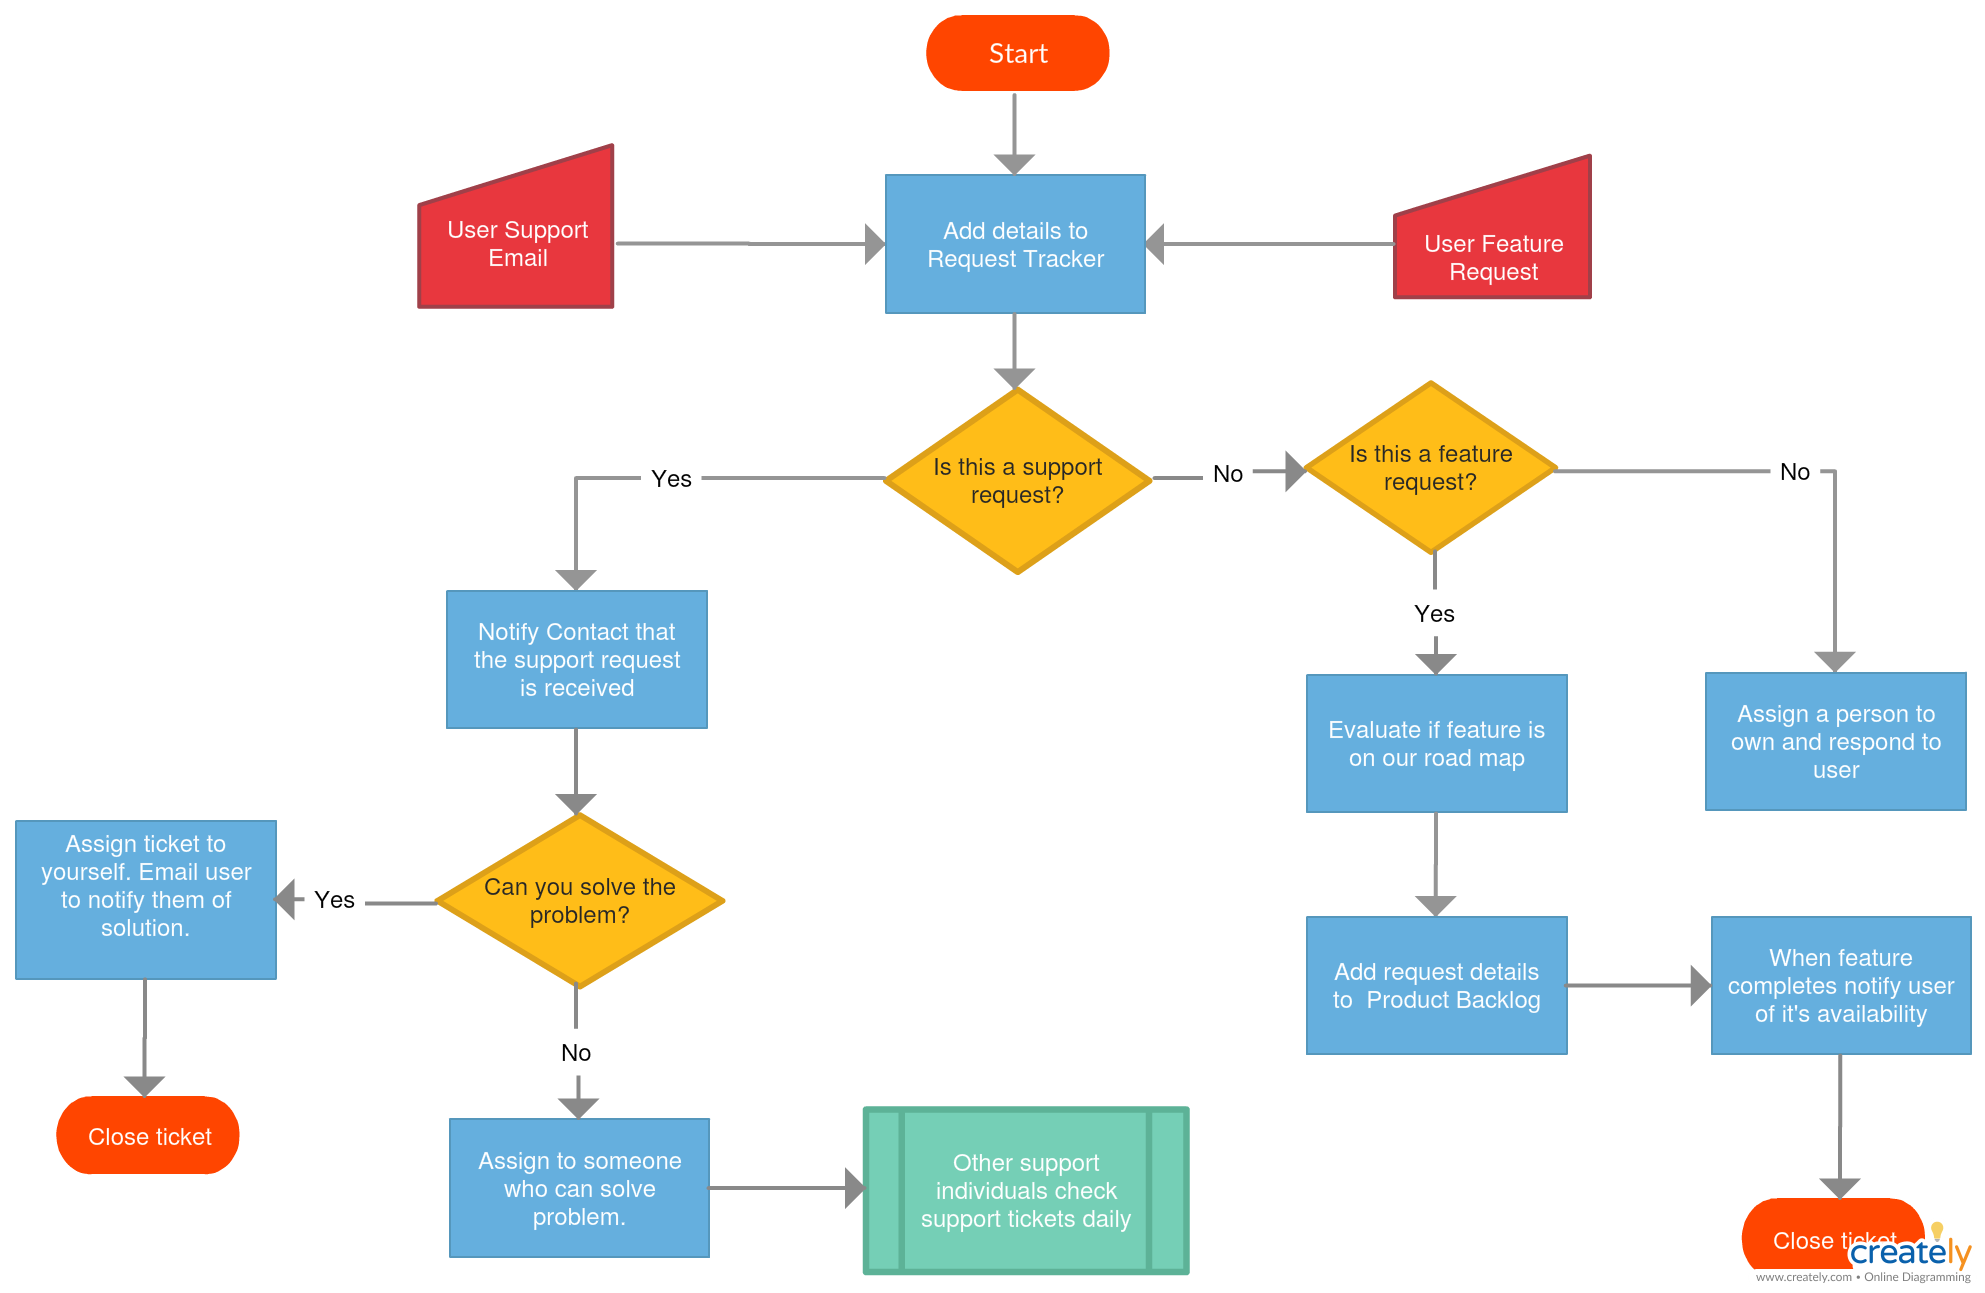 Start
User Support
Email
Add details to
Request Tracker
User Feature
Request
Is this a support
request?
Is this a feature
request?
Yes
No
No
Yes
Notify Contact that
the support request
is received
Evaluate if feature is
on our road map
Assign a person to
own and respond to
user
Assign ticket to
yourself. Email user
to notify them of
solution.
Yes
Can you solve the
problem?
Add request details
to  Product Backlog
When feature
completes notify user
of it's availability
No
Close ticket
Assign to someone
who can solve
problem.
Other support
individuals check
support tickets daily
Close ticket
creately
www.creately.com • Online Diagramming